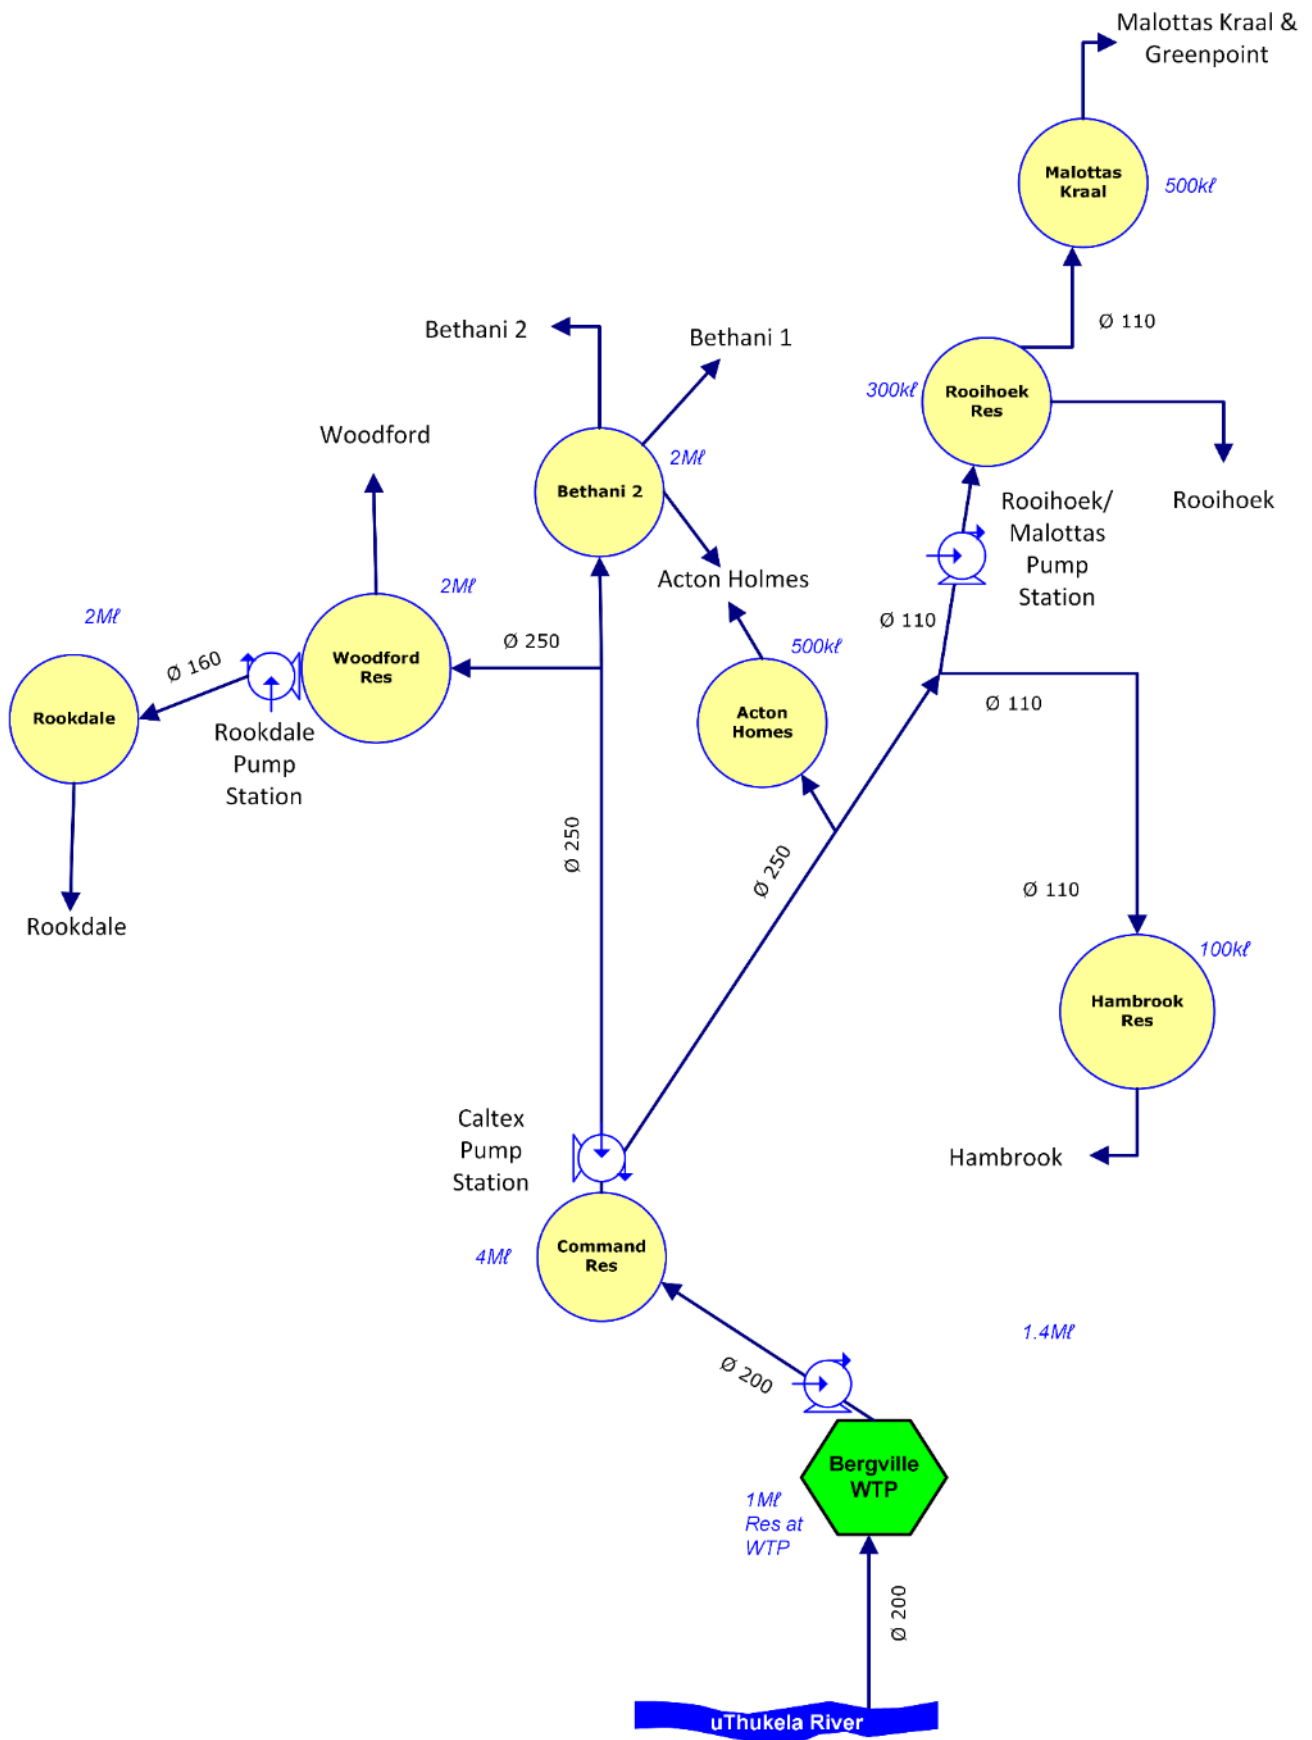 Malottas Kraal &
Greenpoint
Malottas
Kraal
500kℓ
Ø 110
Bethani 2
Bethani 1
300kℓ
Rooihoek
Res
Woodford
2Mℓ
Bethani 2
Rooihoek/
Malottas
Pump
Station
Rooihoek
Acton Holmes
2Mℓ
2Mℓ
Ø 110
Ø 250
500kℓ
Woodford
Res
Ø 160
Rookdale
Rookdale
Pump
Station
Acton
Homes
Ø 110
Ø 250
Ø 250
Ø 110
Rookdale
100kℓ
Hambrook
Res
Caltex
Pump
Station
Hambrook
Command
Res
4Mℓ
1.4Mℓ
Ø 200
Bergville
WTP
1Mℓ
Res at
WTP
Ø 200
uThukela River